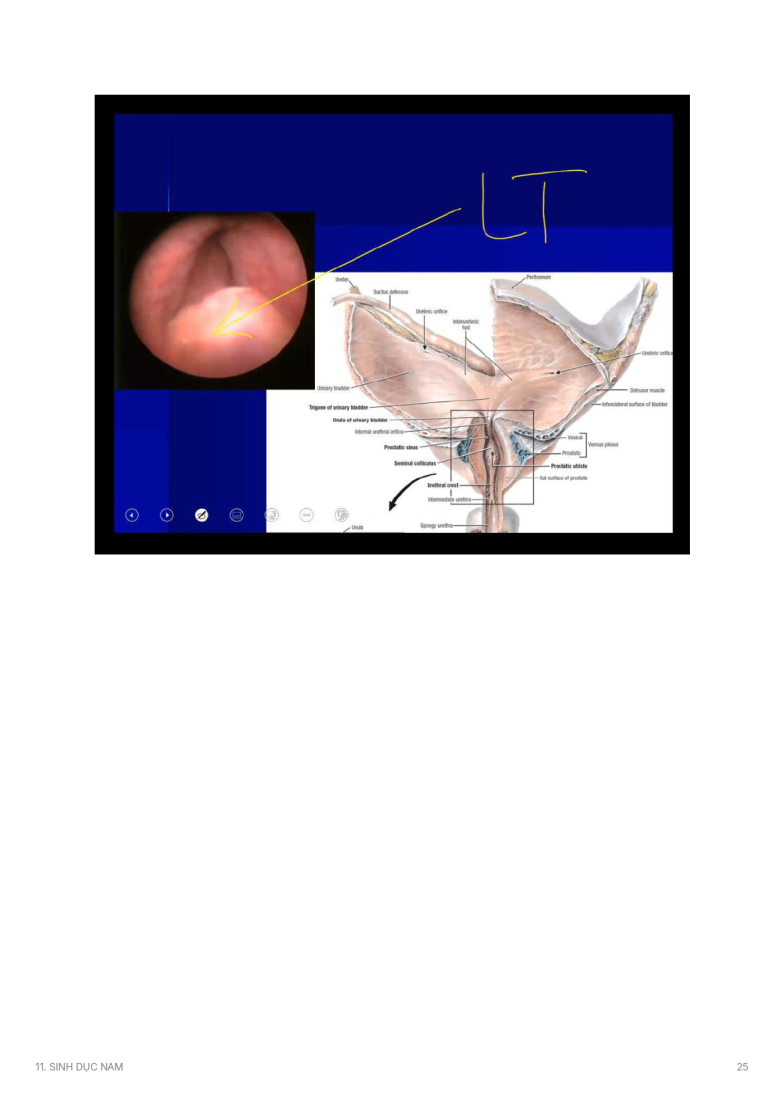 LT
Ureter
Peritoneum
Ductus deferens
Ureteric orifice
Interureteric
fold
Ureteric orifice
Urinary bladder
Detrusor muscle
Trigone of urinary bladder
Inferolateral surface of bladder
Uvula of urinary bladder
Internal urethral orifice
Vesical
Venous plexus
Prostatic sinus
Prostatic
Seminal colliculus
Prostatic utricle
Cut surface of prostate
Urethral crest
Intermediate urethra
Spongy urethra
Uvula
11. SINH DỤC NAM
25